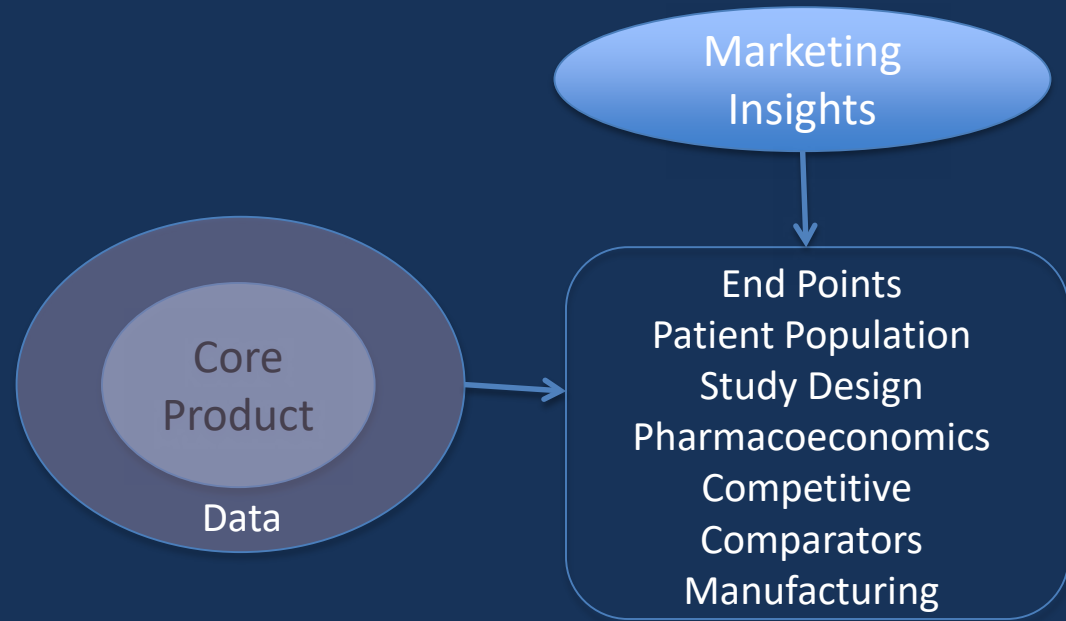 Marketing
Insights
Core
Product
Data
End Points
Patient Population
Study Design
Pharmacoeconomics
Competitive
Comparators
Manufacturing